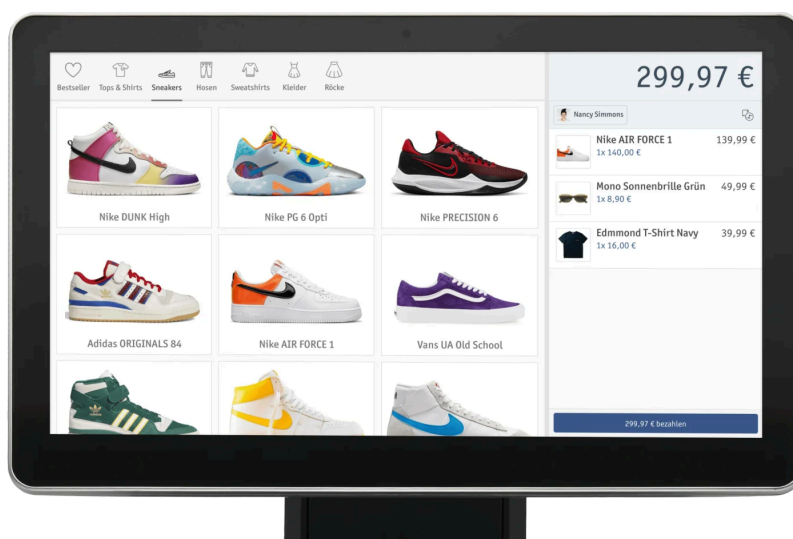 Bestseller
Tops & Shirts
Sneakers
Hosen
Sweatshirts
Kleider
Röcke
Nike DUNK High
Nike PG 6 Opti
Nike PRECISION 6
Adidas ORIGINALS 84
Nike AIR FORCE 1
Vans UA Old School
299,97 €
Nancy Simmons
Nike AIR FORCE 1 139,99 €
1x 140,00 €
Mono Sonnenbrille Grün 49,99 €
1x 8,90 €
Edmmond T-Shirt Navy 39,99 €
1x 16,00 €
299,97 € bezahlen